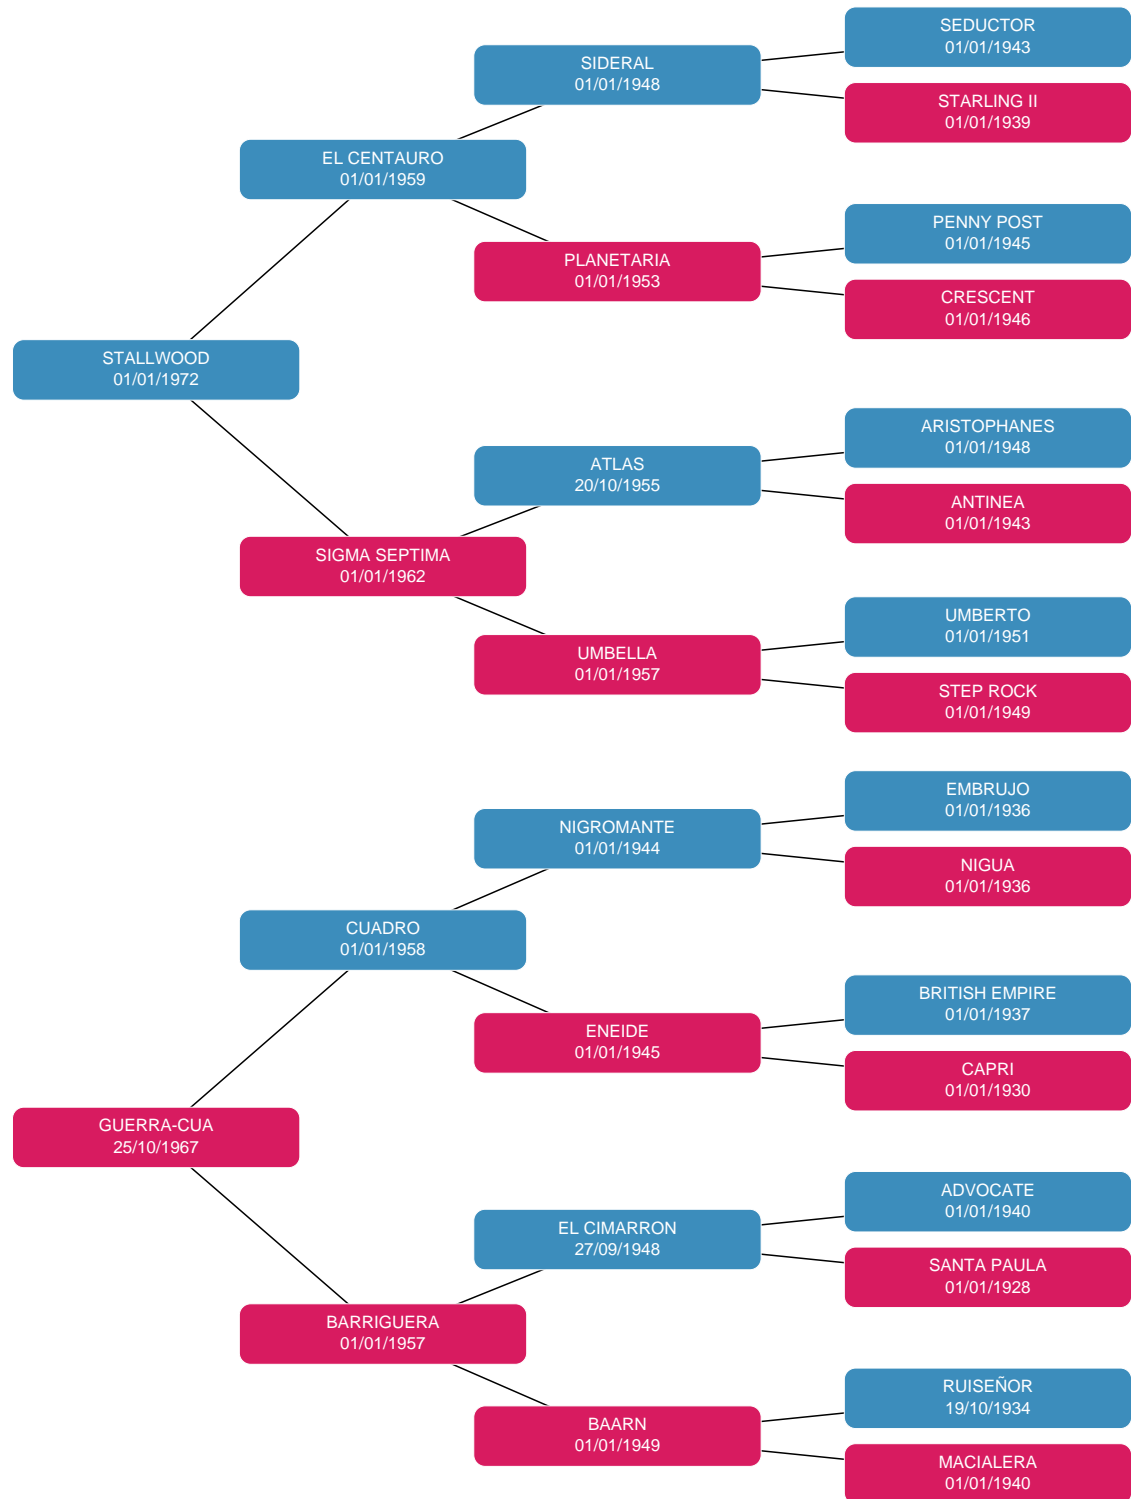 SEDUCTOR
01/01/1943
SIDERAL
01/01/1948
STARLING II
01/01/1939
EL CENTAURO
01/01/1959
PENNY POST
01/01/1945
PLANETARIA
01/01/1953
CRESCENT
01/01/1946
STALLWOOD
01/01/1972
ARISTOPHANES
01/01/1948
ATLAS
20/10/1955
ANTINEA
01/01/1943
SIGMA SEPTIMA
01/01/1962
UMBERTO
01/01/1951
UMBELLA
01/01/1957
STEP ROCK
01/01/1949
EMBRUJO
01/01/1936
NIGROMANTE
01/01/1944
NIGUA
01/01/1936
CUADRO
01/01/1958
BRITISH EMPIRE
01/01/1937
ENEIDE
01/01/1945
CAPRI
01/01/1930
GUERRA-CUA
25/10/1967
ADVOCATE
01/01/1940
EL CIMARRON
27/09/1948
SANTA PAULA
01/01/1928
BARRIGUERA
01/01/1957
RUISEÑOR
19/10/1934
BAARN
01/01/1949
MACIALERA
01/01/1940